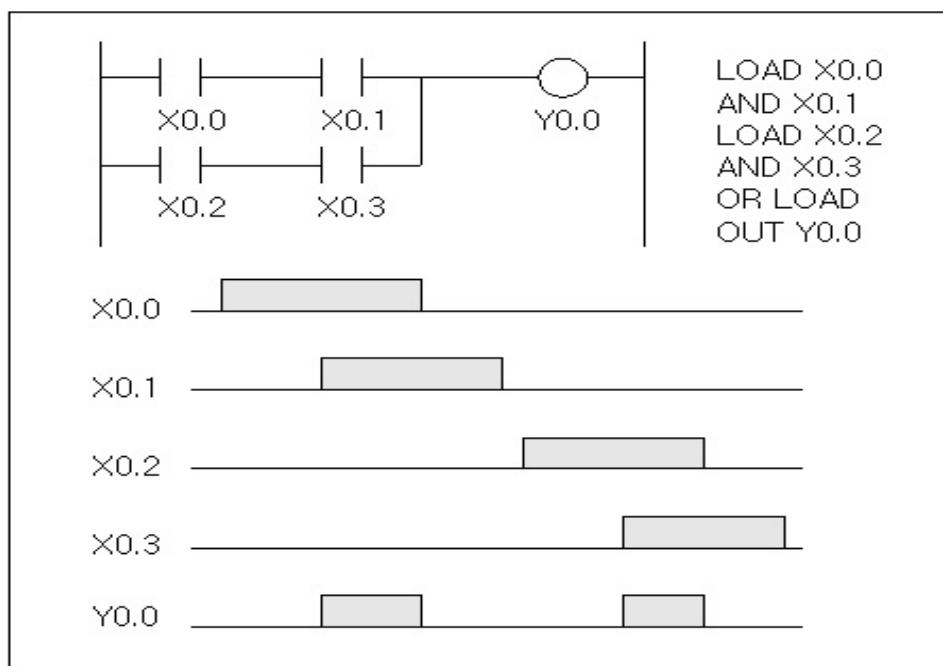 X0.0 X0.1 Y0.0
X0.2 X0.3
LOAD X0.0
AND X0.1
LOAD X0.2
AND X0.3
OR LOAD
OUT Y0.0
X0.0
X0.1
X0.2
X0.3
Y0.0